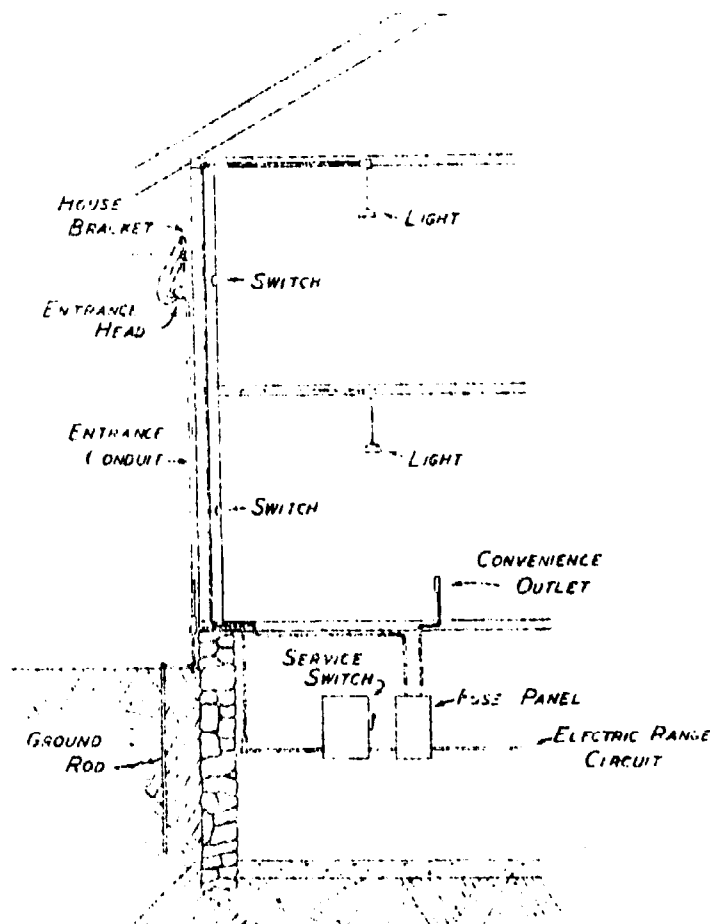 HOUSE
BRACKET
LIGHT
SWITCH
ENTRANCE
HEAD
ENTRANCE
CONDUIT
LIGHT
SWITCH
CONVENIENCE
OUTLET
SERVICE
SWITCH
FUSE PANEL
GROUND
ROD
ELECTRIC RANGE
CIRCUIT